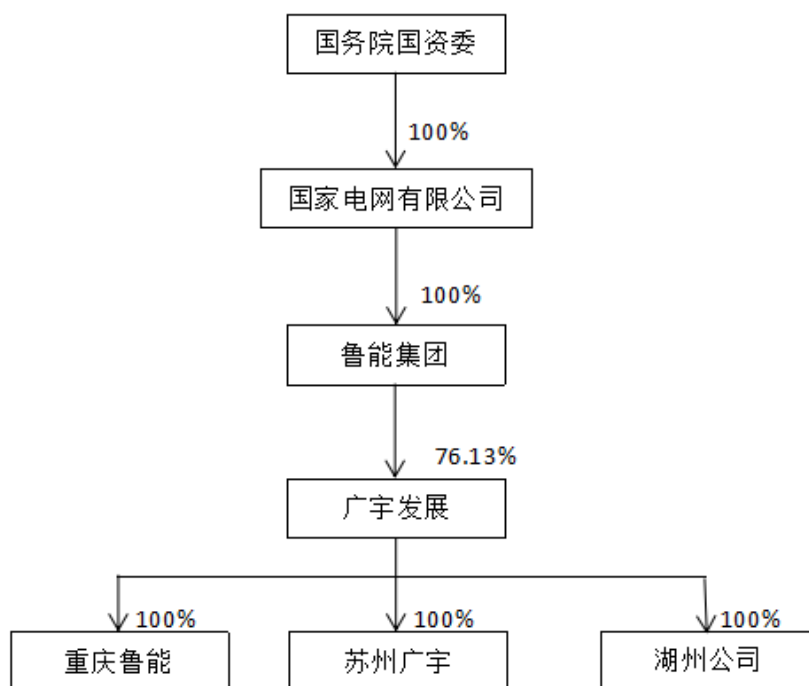 国务院国资委
100%
国家电网有限公司
100%
鲁能集团
76.13%
广宇发展
100%
100%
100%
重庆鲁能
苏州广宇
湖州公司